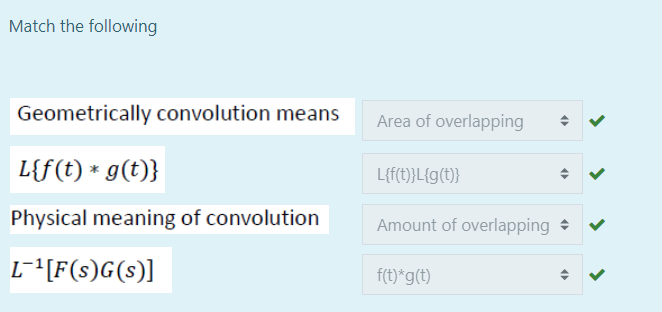 Match the following
Geometrically convolution means Area of overlapping
L{f(t) * g(t)} L{f(t)}L{g(t)}
Physical meaning of convolution Amount of overlapping
L⁻¹[F(s)G(s)] f(t)*g(t)